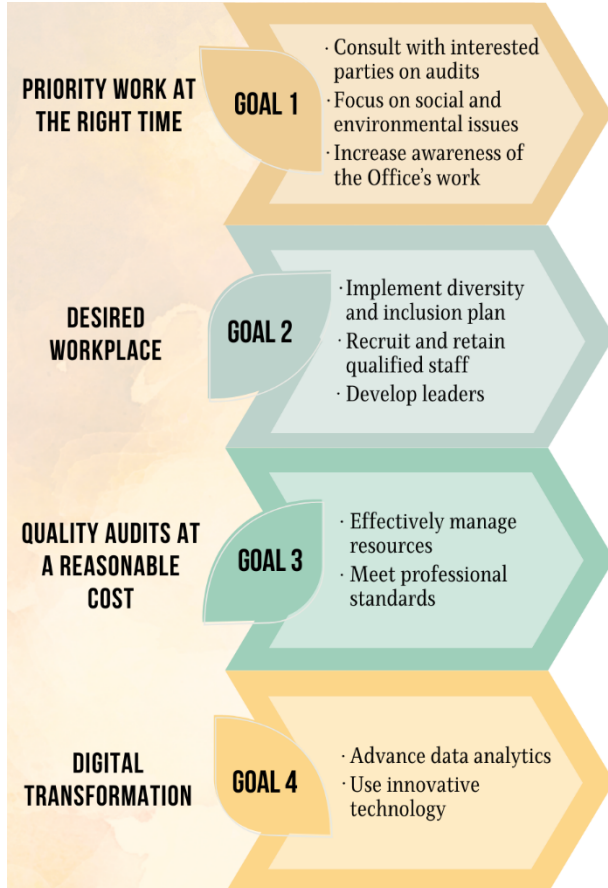 PRIORITY WORK AT
THE RIGHT TIME
GOAL 1
· Consult with interested
parties on audits
· Focus on social and
environmental issues
· Increase awareness of
the Office's work
DESIRED
WORKPLACE
GOAL 2
· Implement diversity
and inclusion plan
· Recruit and retain
qualified staff
· Develop leaders
QUALITY AUDITS AT
A REASONABLE
COST
GOAL 3
· Effectively manage
resources
· Meet professional
standards
DIGITAL
TRANSFORMATION
GOAL 4
· Advance data analytics
· Use innovative
technology